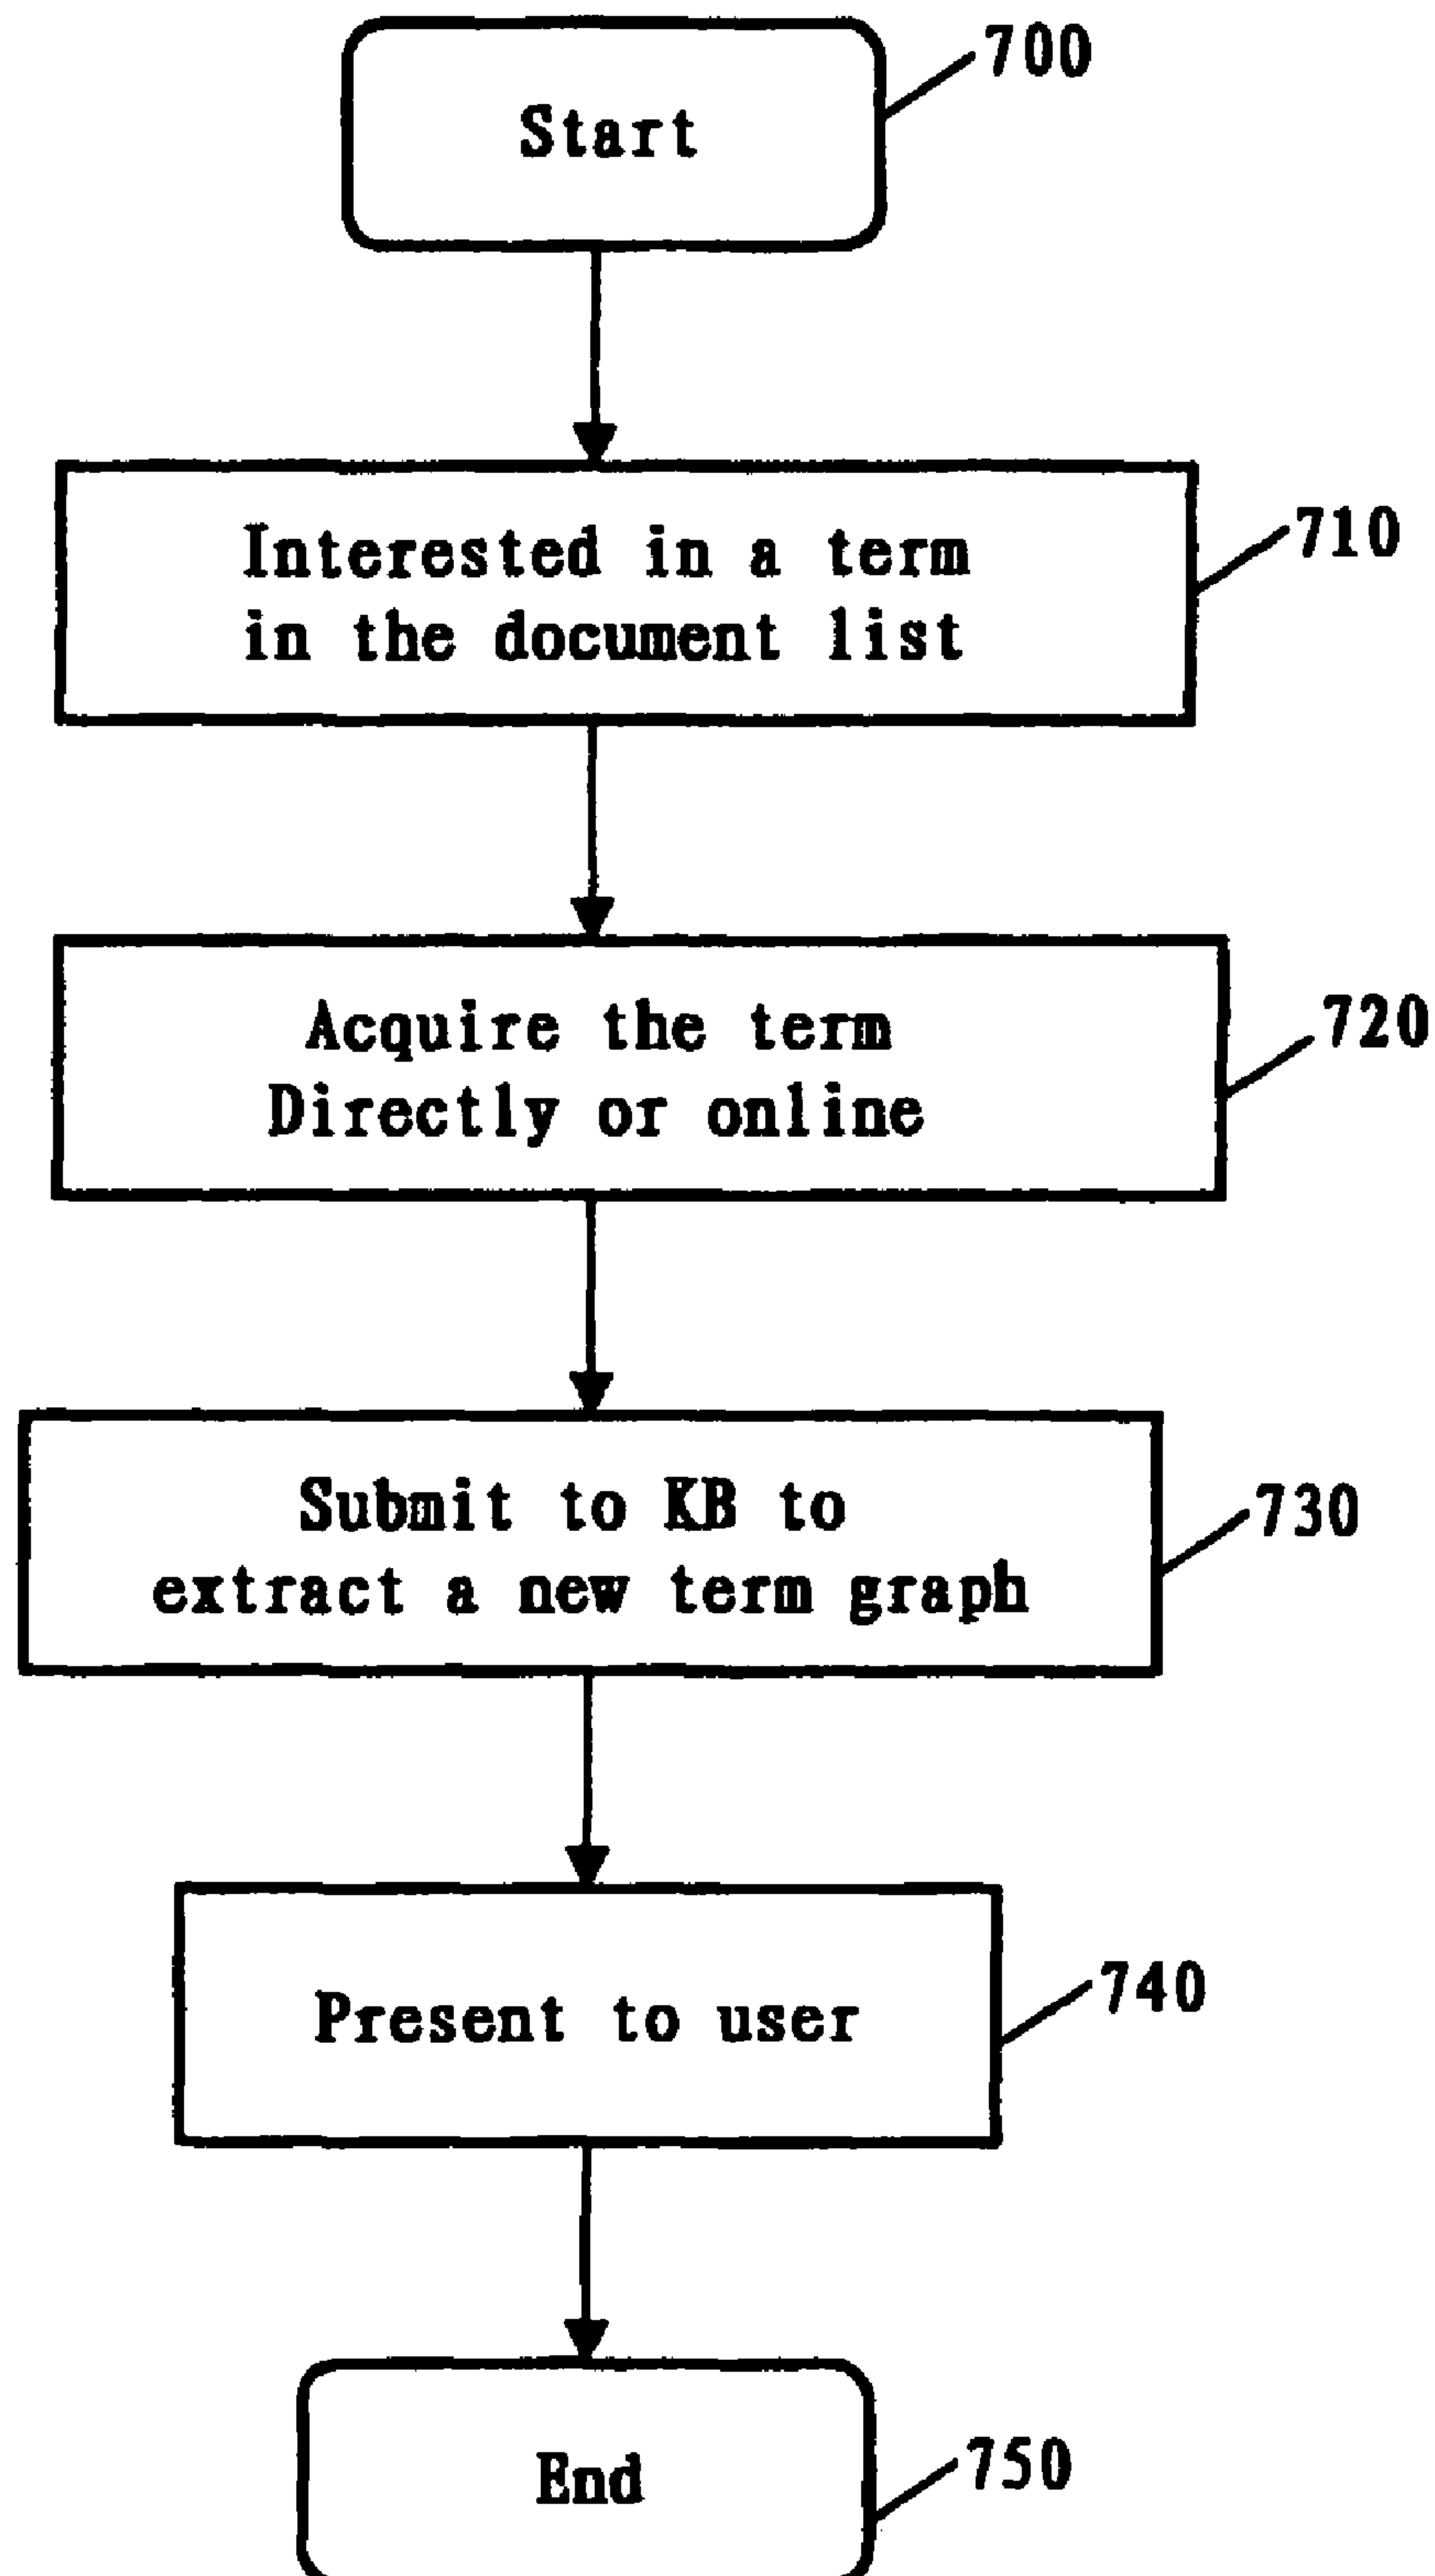 Start
700
Interested in a term
in the document list
710
Acquire the term
Directly or online
720
Submit to KB to
extract a new term graph
730
Present to user
740
End
750